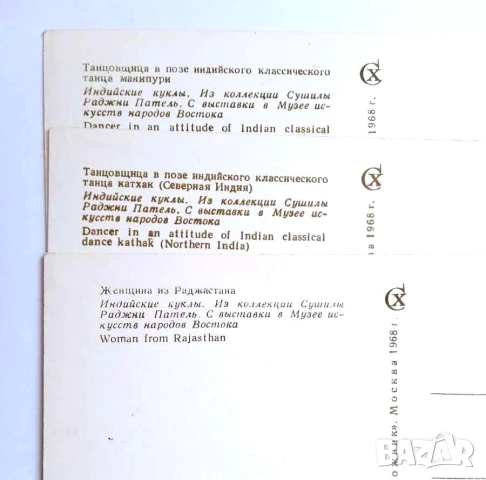 Танцовщица в позе индийского классического
танца манипури
Индийские куклы. Из коллекции Сушилы
Раджни Патель. С выставки в Музее ис-
кусств народов Востока
Dancer in an attitude of Indian classical
1968 г.
Танцовщица в позе индийского классического
танца катхак (Северная Индия)
Индийские куклы. Из коллекции Сушилы
Раджни Патель. С выставки в Музее ис-
кусств народов Востока
Dancer in an attitude of Indian classical
dance kathak (Northern India)
1968 г.
Женщина из Раджастана
Индийские куклы. Из коллекции Сушилы
Раджни Патель. С выставки в Музее ис-
кусств народов Востока
Woman from Rajasthan
ожник». Москва 1968 г.
BAZAR
bg